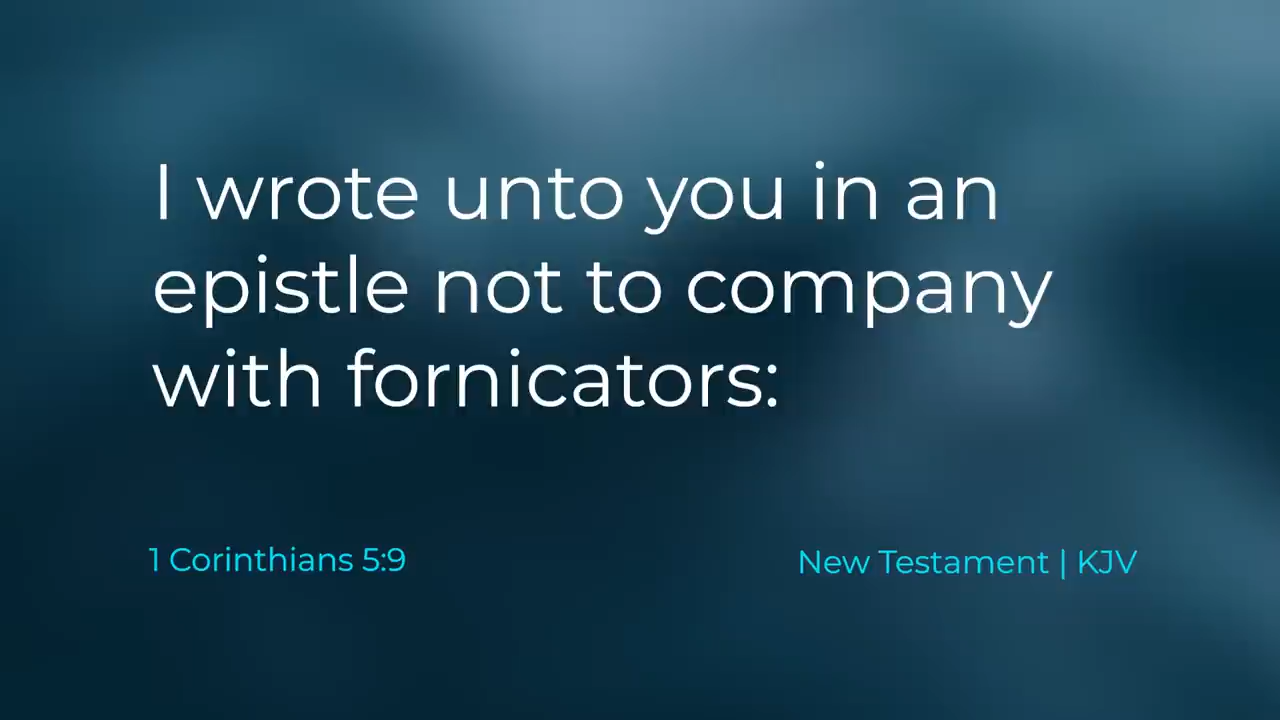 I wrote unto you in an
epistle not to company
with fornicators:
1 Corinthians 5:9
New Testament | KJV